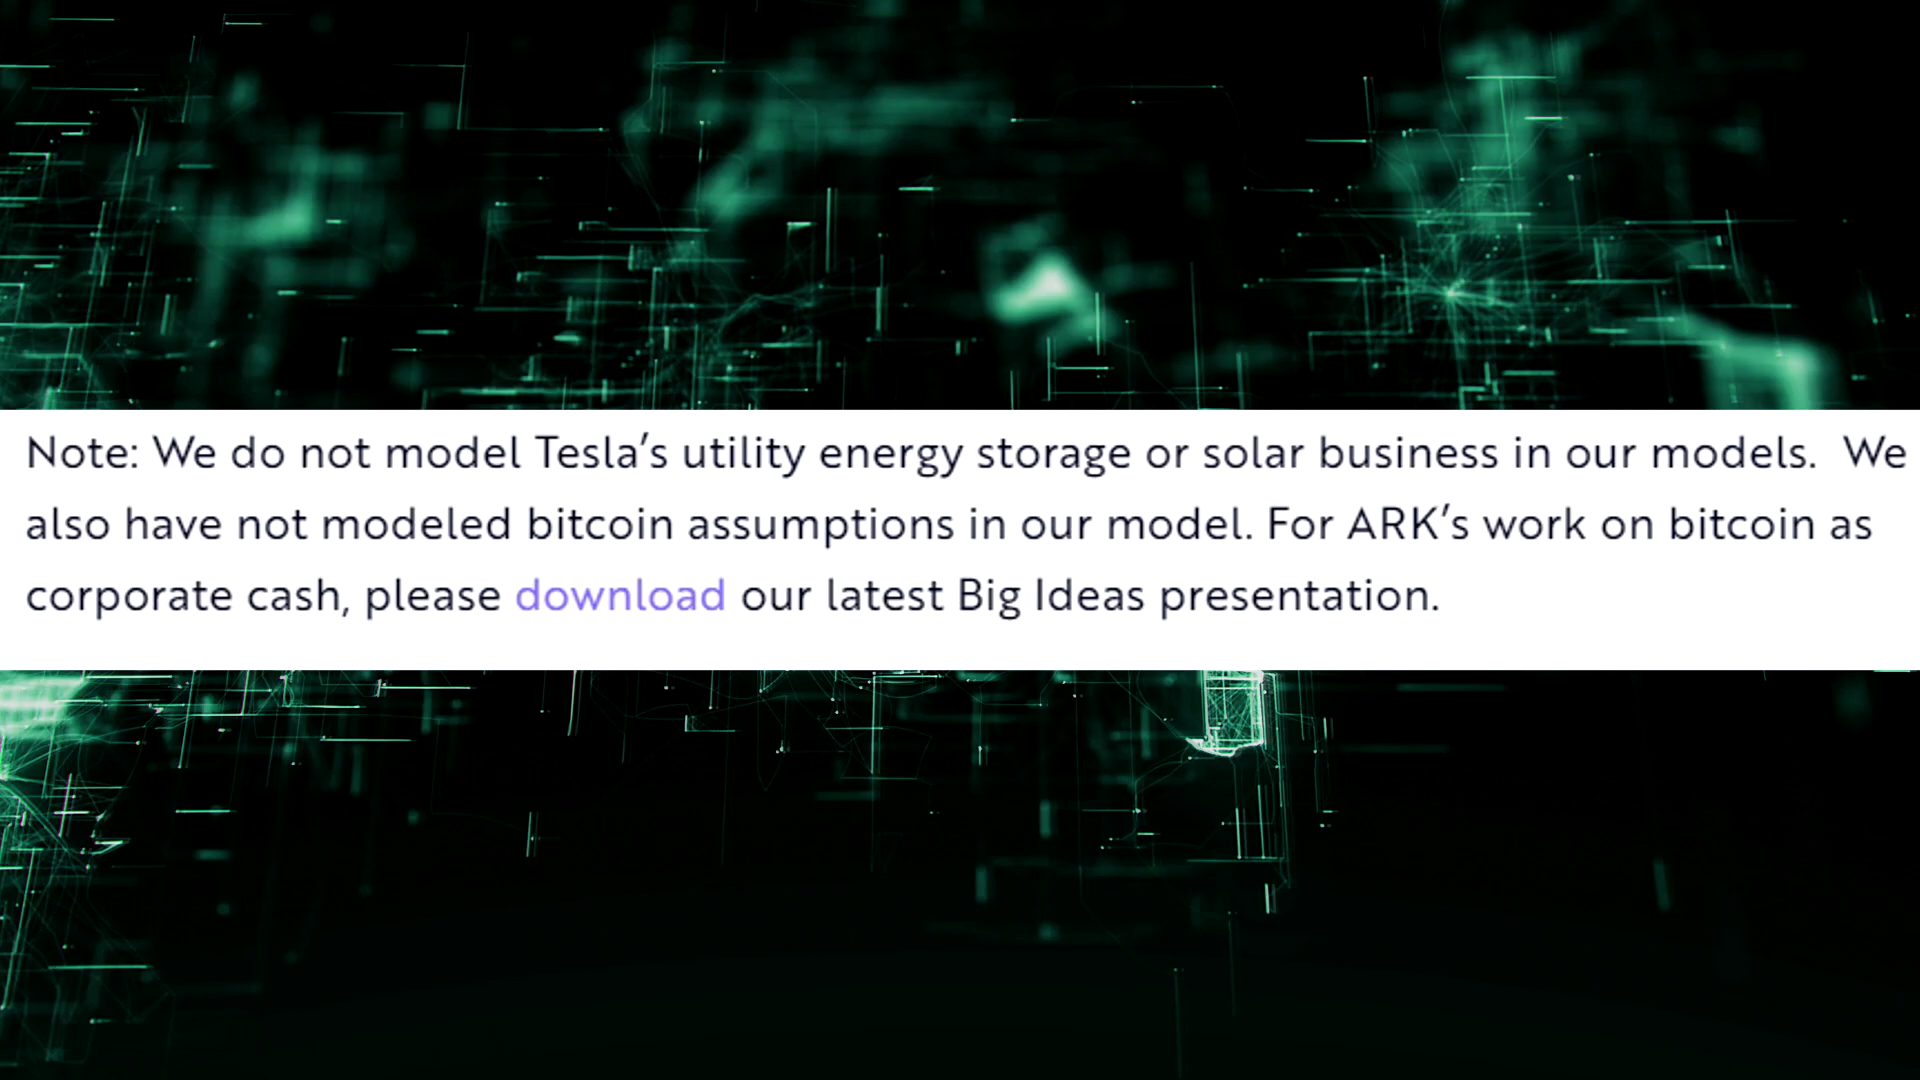 Note: We do not model Tesla’s utility energy storage or solar business in our models.  We
also have not modeled bitcoin assumptions in our model. For ARK’s work on bitcoin as
corporate cash, please download our latest Big Ideas presentation.